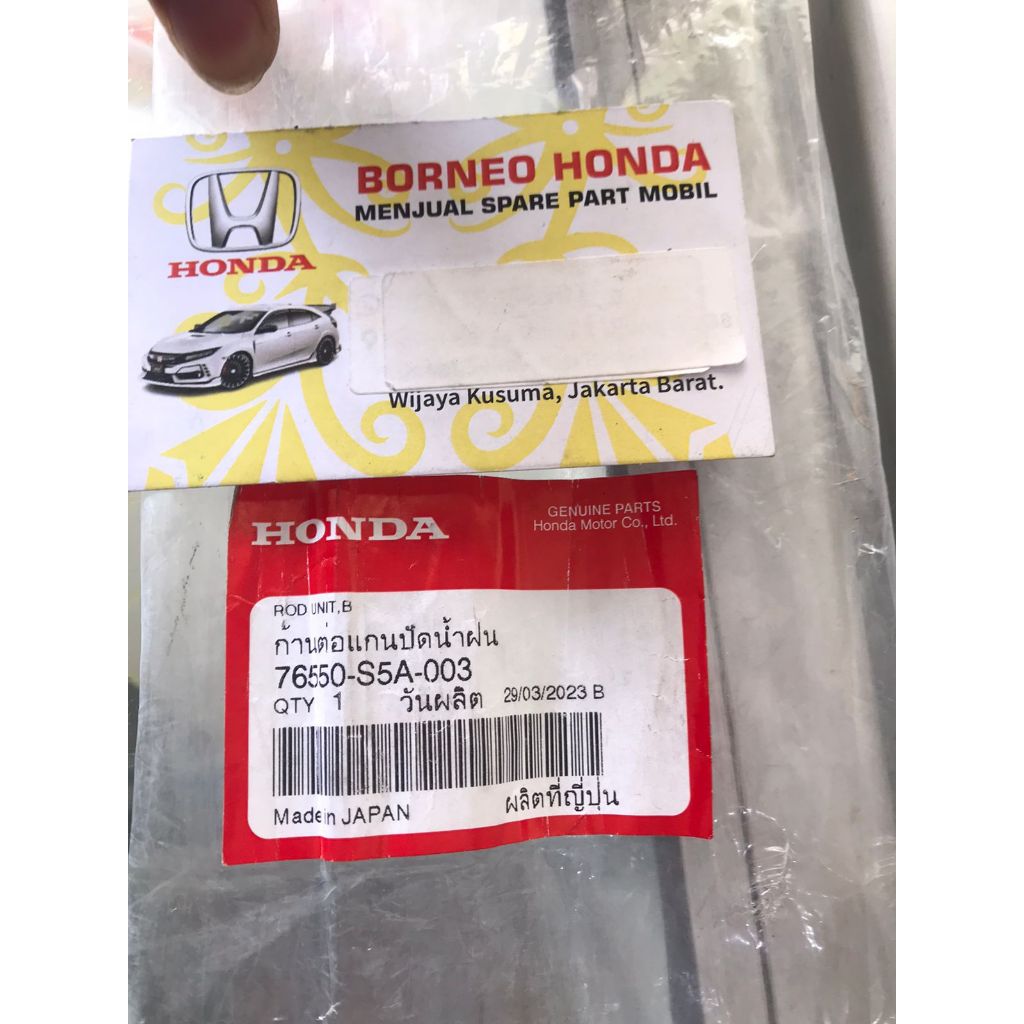 BORNEO HONDA
MENJUAL SPARE PART MOBIL
HONDA
Wijaya Kusuma, Jakarta Barat.
HONDA
GENUINE PARTS
Honda Motor Co., Ltd.
ROD UNIT,B
ก้านต่อแกนปัดน้ำฝน
76550-S5A-003
QTY 1 วันผลิต 29/03/2023 B
Made in JAPAN ผลิตที่ญี่ปุ่น